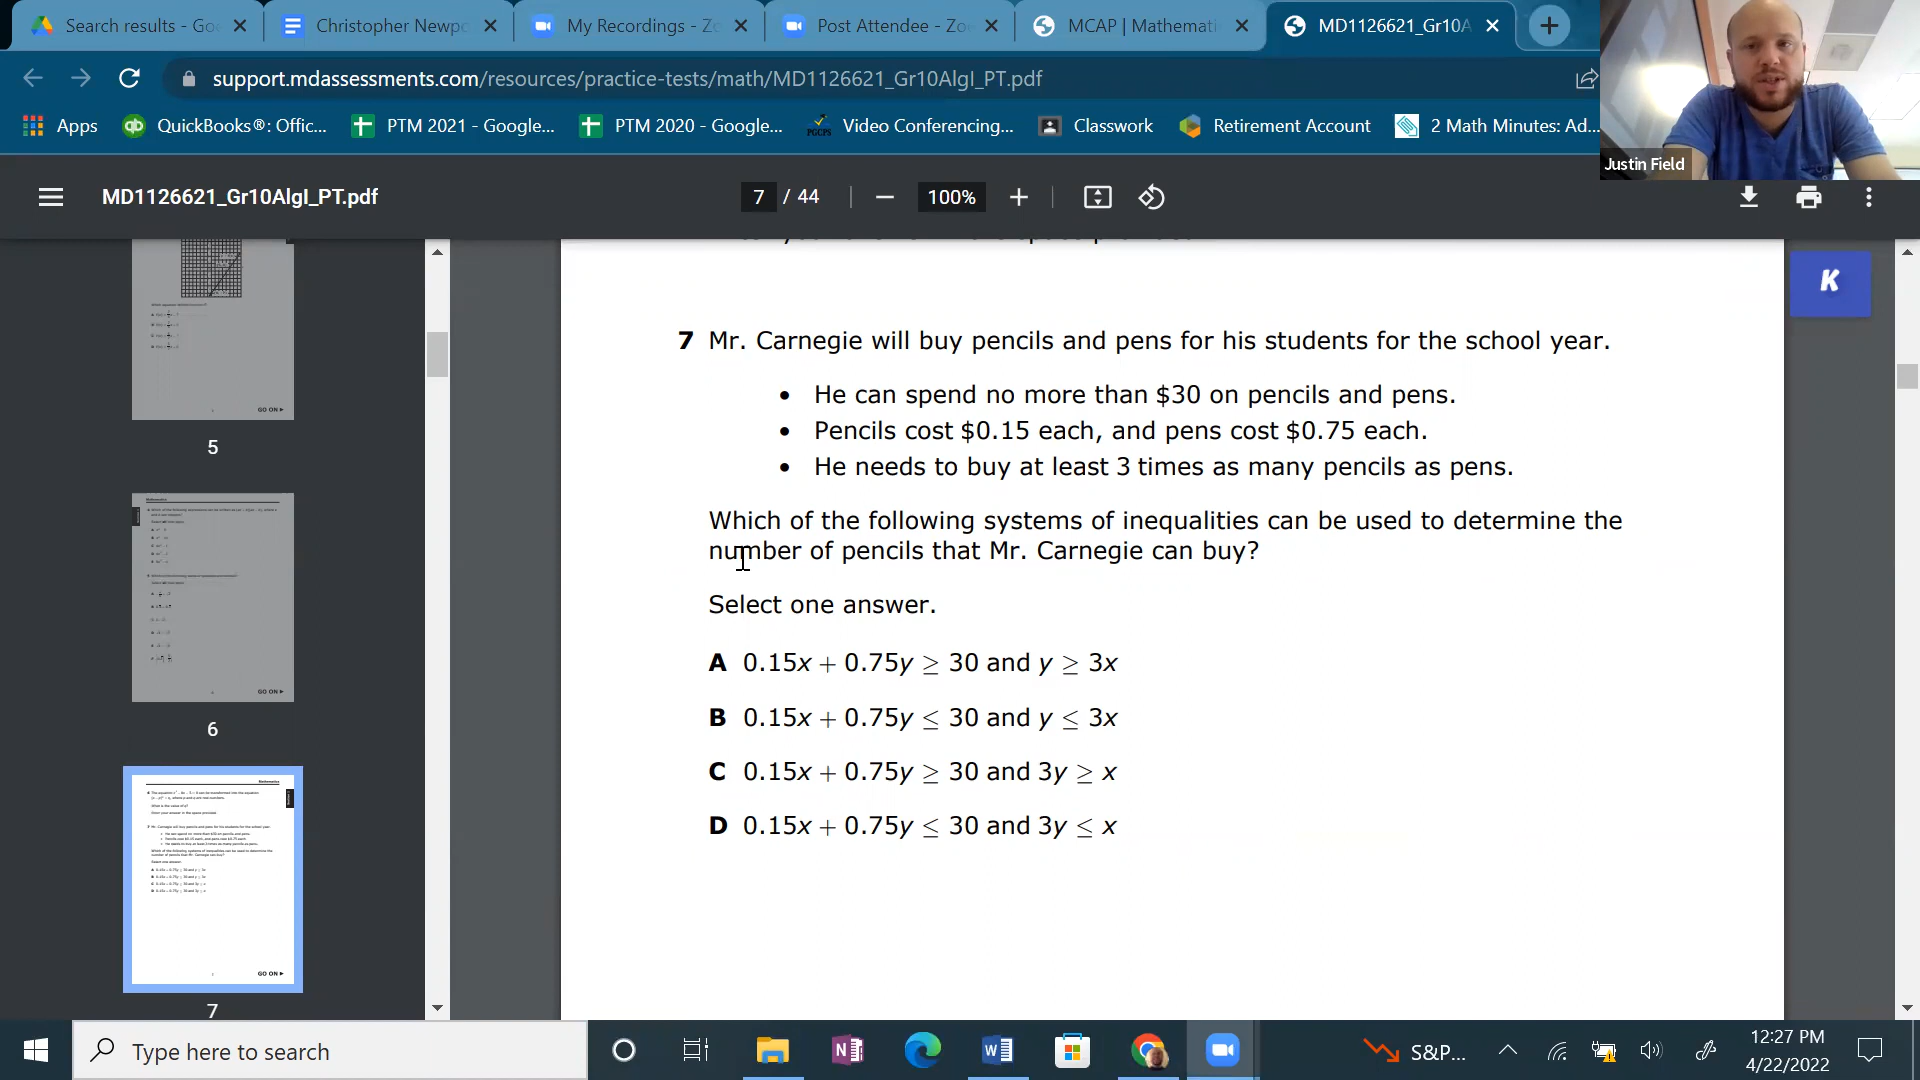 Search results - Go
Christopher Newpo
My Recordings - Zo
Post Attendee - Zo
MCAP | Mathemati
MD1126621_Gr10A
support.mdassessments.com/resources/practice-tests/math/MD1126621_Gr10AlgI_PT.pdf
Apps
QuickBooks®: Offic...
PTM 2021 - Google...
PTM 2020 - Google...
Video Conferencing...
Classwork
Retirement Account
2 Math Minutes: Ad...
Justin Field
MD1126621_Gr10AlgI_PT.pdf
7 / 44
100%
K
GO ON
5
GO ON
6
GO ON
7
7 Mr. Carnegie will buy pencils and pens for his students for the school year.
• He can spend no more than $30 on pencils and pens.
• Pencils cost $0.15 each, and pens cost $0.75 each.
• He needs to buy at least 3 times as many pencils as pens.
Which of the following systems of inequalities can be used to determine the
number of pencils that Mr. Carnegie can buy?
Select one answer.
A 0.15x + 0.75y ≥ 30 and y ≥ 3x
B 0.15x + 0.75y ≤ 30 and y ≤ 3x
C 0.15x + 0.75y ≥ 30 and 3y ≥ x
D 0.15x + 0.75y ≤ 30 and 3y ≤ x
Type here to search
S&P...
12:27 PM
4/22/2022